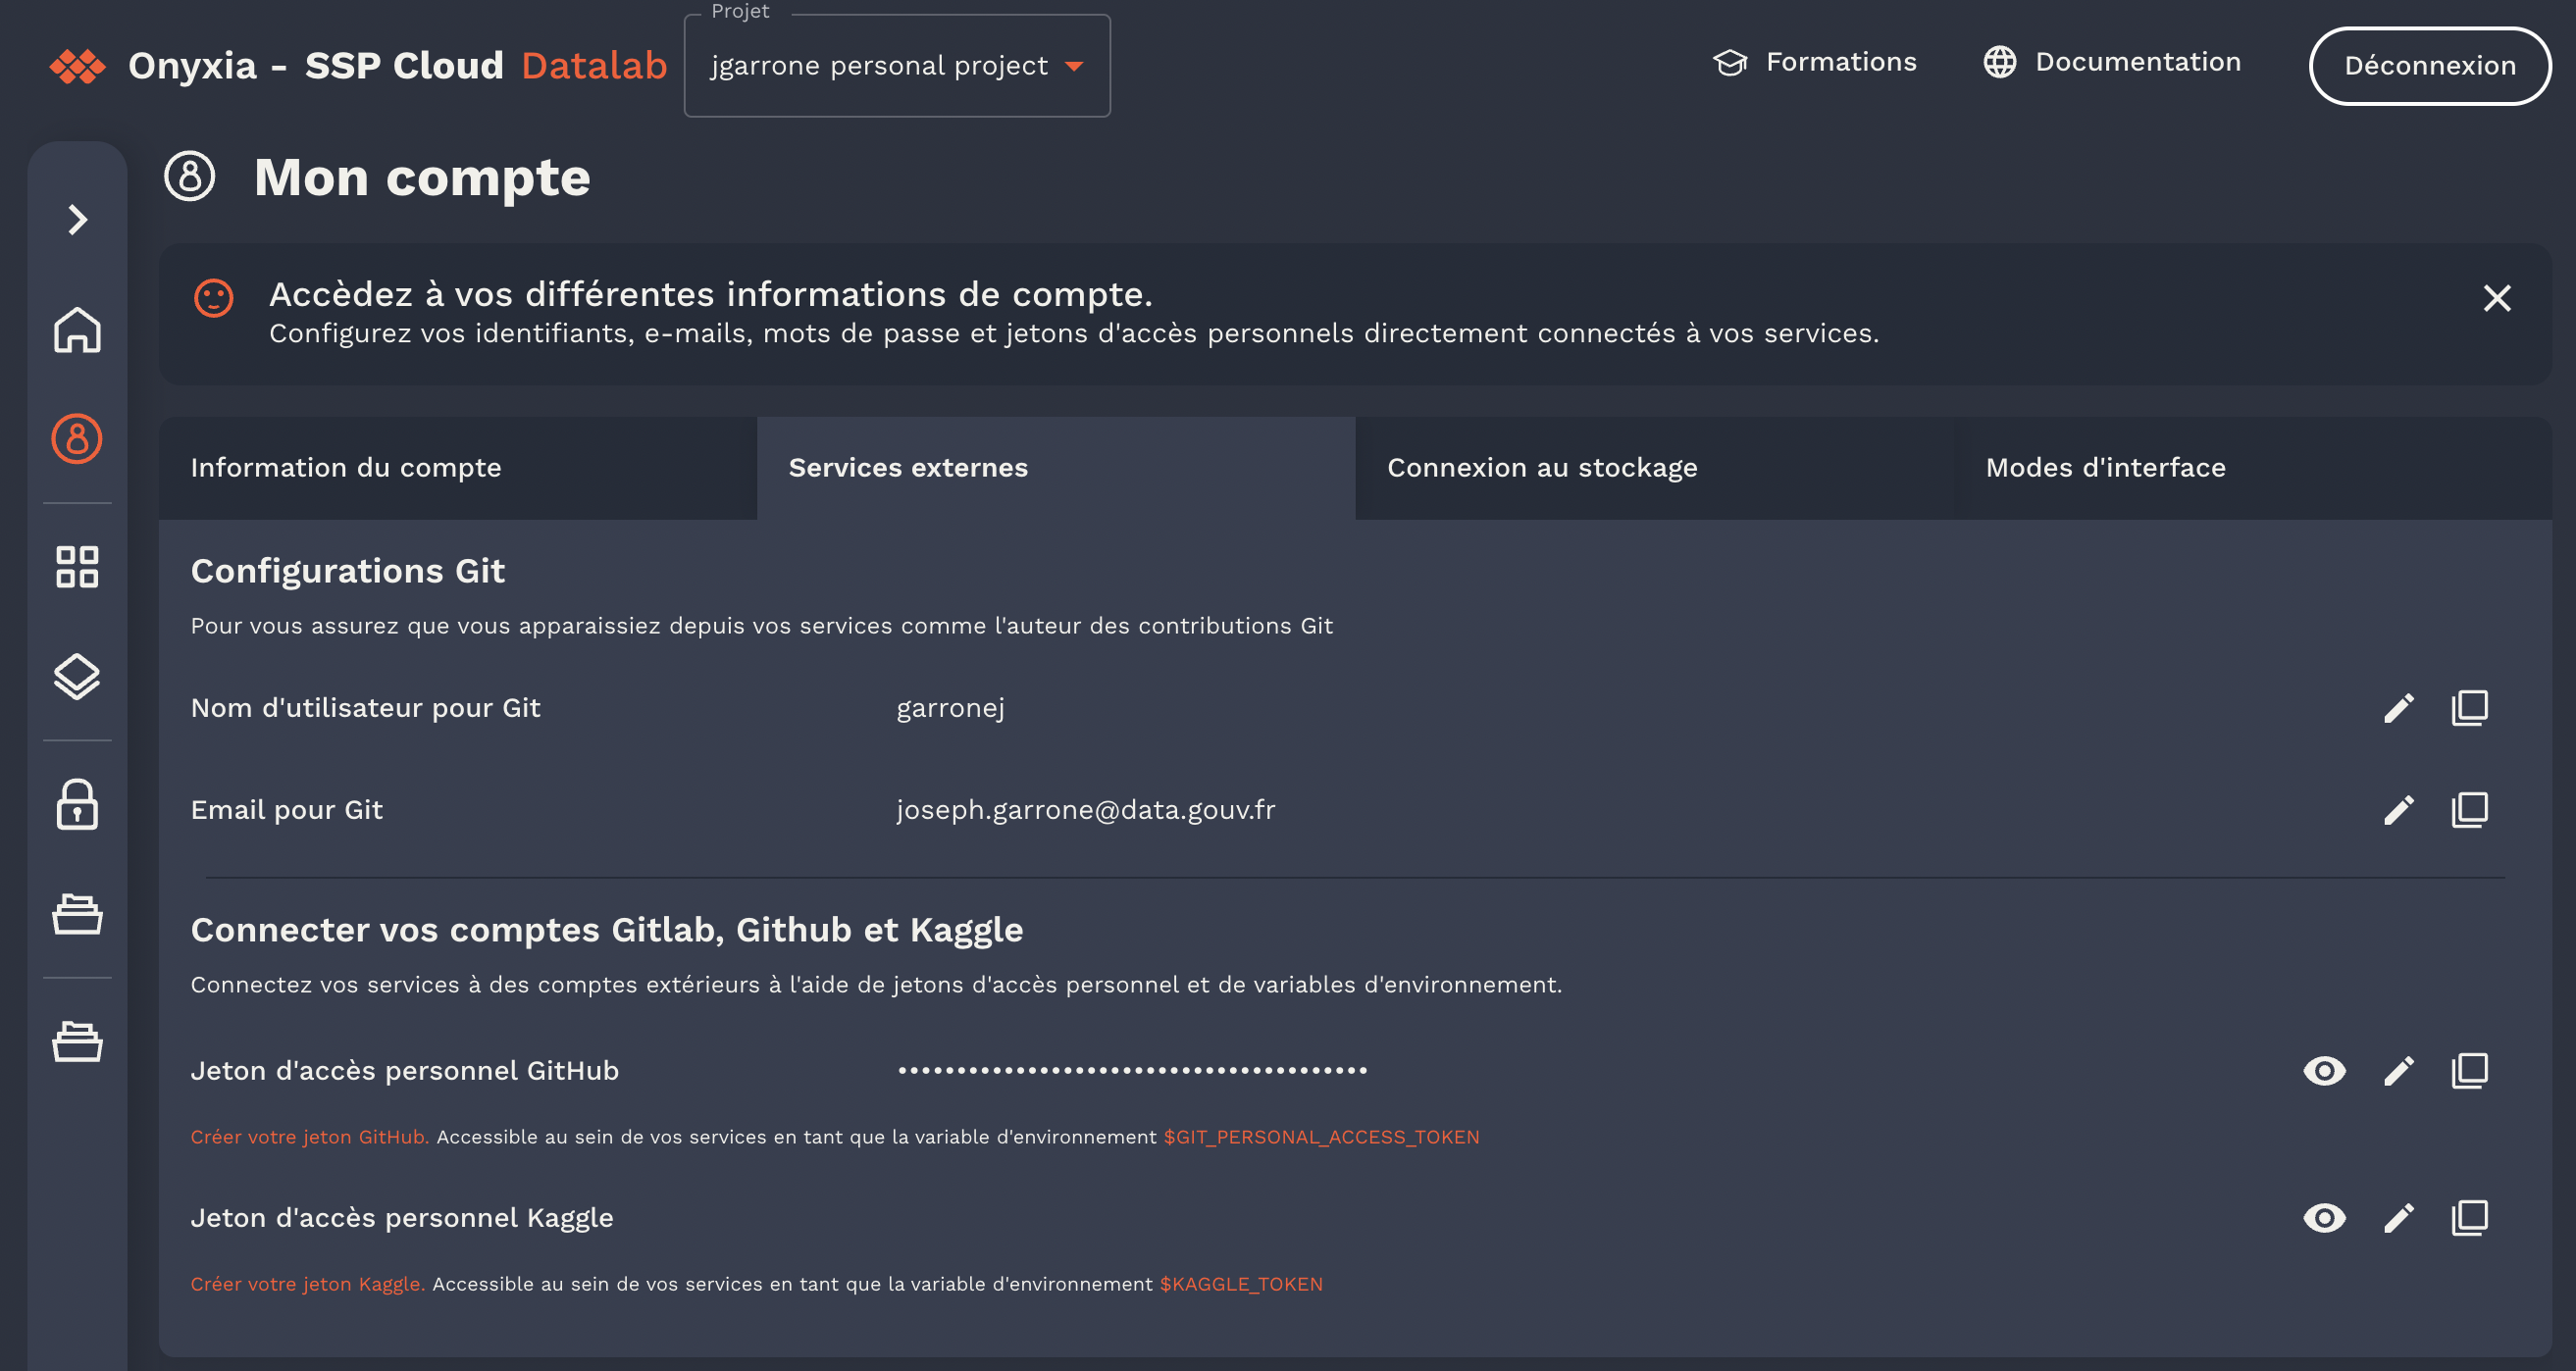 Projet
Onyxia - SSP Cloud Datalab
jgarrone personal project
Formations
Documentation
Déconnexion
Mon compte
Accèdez à vos différentes informations de compte.
Configurez vos identifiants, e-mails, mots de passe et jetons d'accès personnels directement connectés à vos services.
Information du compte
Services externes
Connexion au stockage
Modes d'interface
Configurations Git
Pour vous assurez que vous apparaissiez depuis vos services comme l'auteur des contributions Git
Nom d'utilisateur pour Git
garronej
Email pour Git
joseph.garrone@data.gouv.fr
Connecter vos comptes Gitlab, Github et Kaggle
Connectez vos services à des comptes extérieurs à l'aide de jetons d'accès personnel et de variables d'environnement.
Jeton d'accès personnel GitHub
Créer votre jeton GitHub. Accessible au sein de vos services en tant que la variable d'environnement $GIT_PERSONAL_ACCESS_TOKEN
Jeton d'accès personnel Kaggle
Créer votre jeton Kaggle. Accessible au sein de vos services en tant que la variable d'environnement $KAGGLE_TOKEN